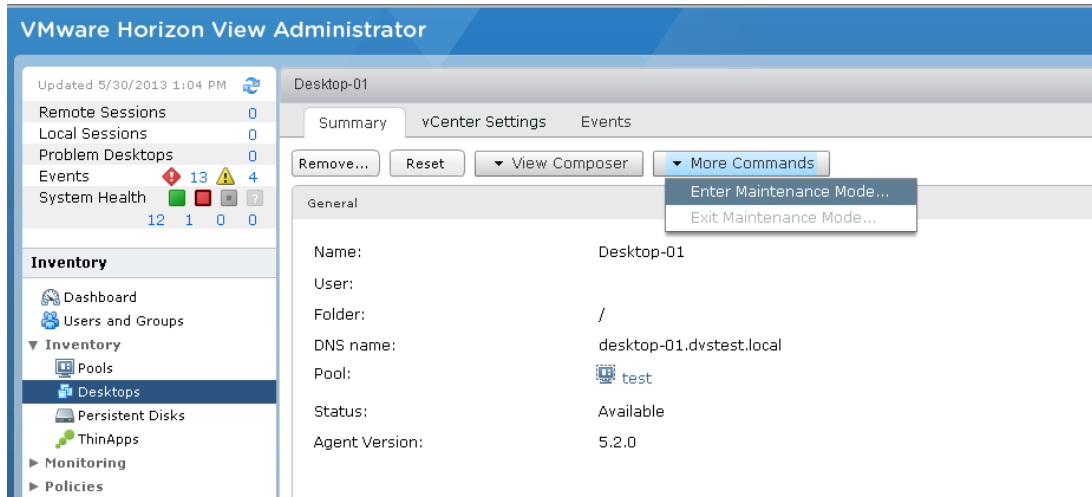 VMware Horizon View Administrator
Updated 5/30/2013 1:04 PM
Remote Sessions 0
Local Sessions 0
Problem Desktops 0
Events 13 4
System Health ?
12 1 0 0
Inventory
Dashboard
Users and Groups
Inventory
Pools
Desktops
Persistent Disks
ThinApps
Monitoring
Policies
Desktop-01
Summary vCenter Settings Events
Remove... Reset View Composer More Commands
Enter Maintenance Mode...
Exit Maintenance Mode...
General
Name: Desktop-01
User:
Folder: /
DNS name: desktop-01.dvstest.local
Pool: test
Status: Available
Agent Version: 5.2.0